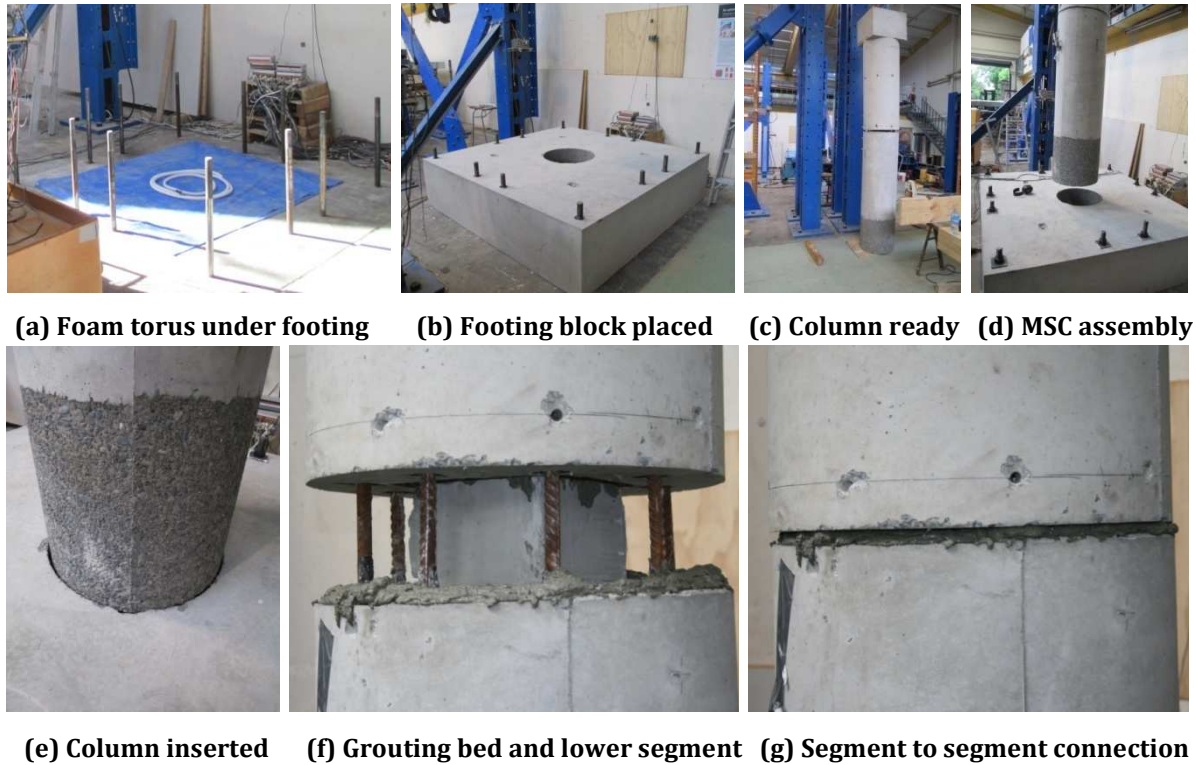 (a) Foam torus under footing
(b) Footing block placed
(c) Column ready
(d) MSC assembly
(e) Column inserted
(f) Grouting bed and lower segment
(g) Segment to segment connection